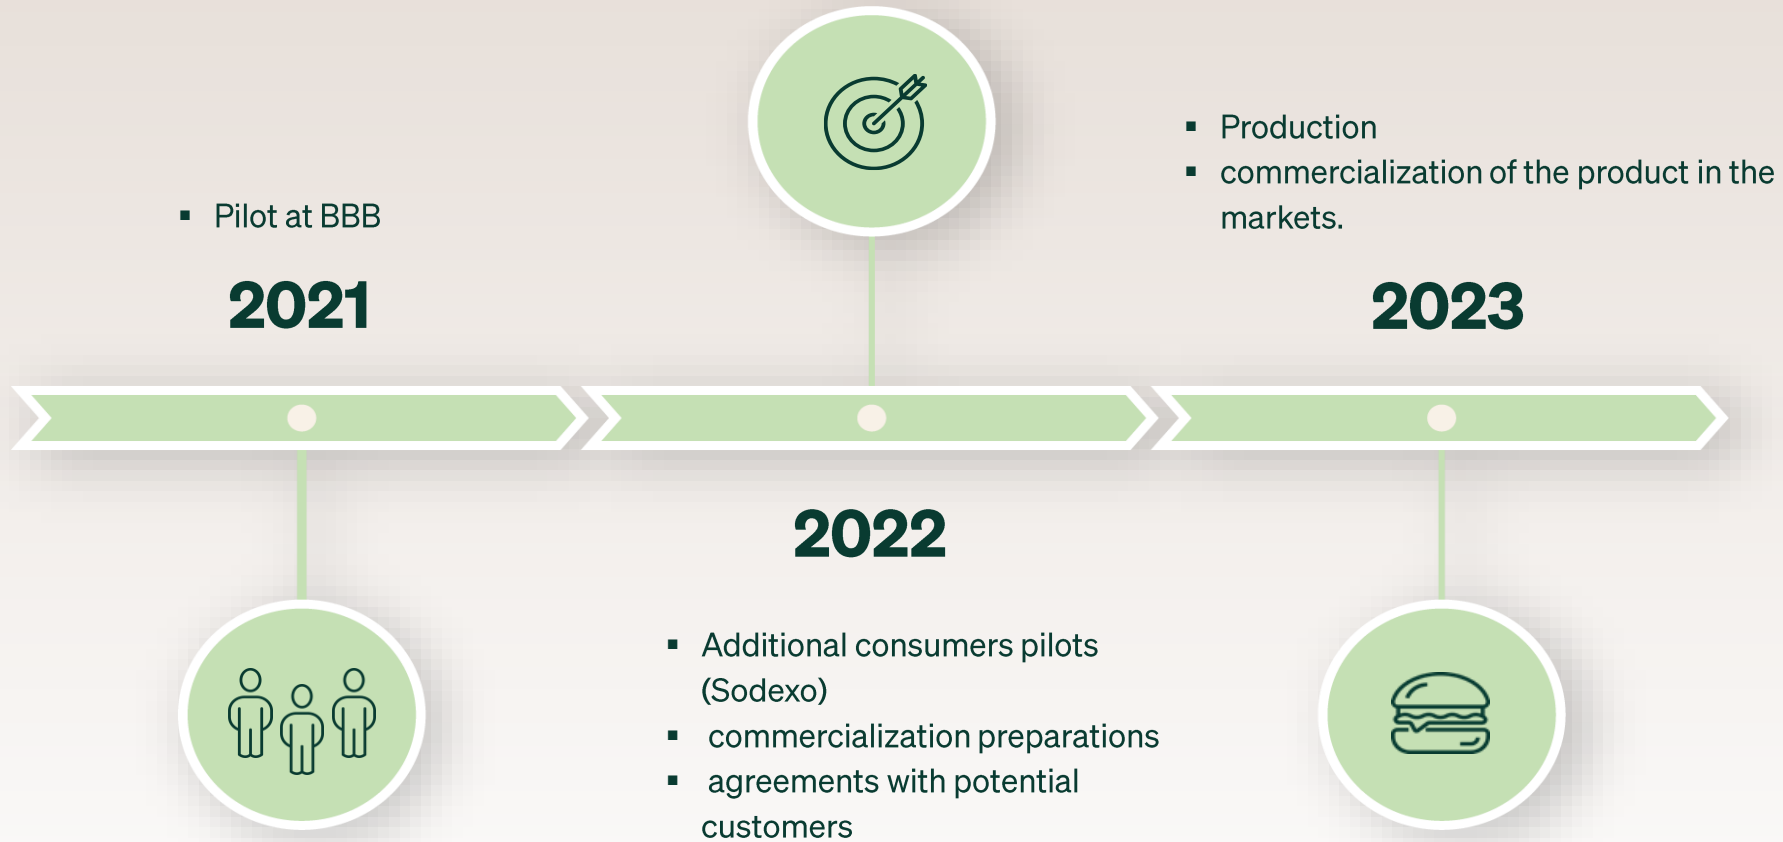 ▪ Pilot at BBB
2021
2022
▪ Additional consumers pilots
(Sodexo)
▪ commercialization preparations
▪ agreements with potential
customers
▪ Production
▪ commercialization of the product in the
markets.
2023